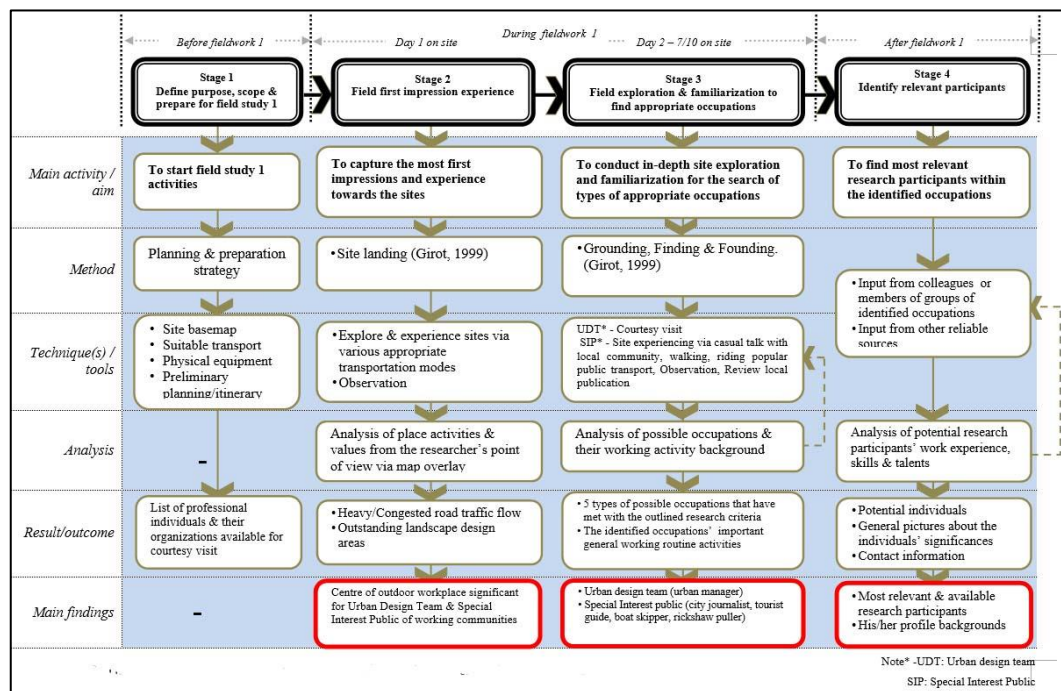 Before fieldwork 1
During fieldwork 1
Day 1 on site
Day 2 – 7/10 on site
After fieldwork 1
Stage 1
Define purpose, scope &
prepare for field study 1
Stage 2
Field first impression experience
Stage 3
Field exploration & familiarization to
find appropriate occupations
Stage 4
Identify relevant
participants
Main activity /
aim
To start field study 1
activities
To capture the most first
impressions and experience
towards the sites
To conduct in-depth site exploration
and familiarization for the search of
types of appropriate occupations
To find most relevant
research participants within
the identified occupations
Method
Planning & preparation
strategy
•Site landing (Girot, 1999)
•Grounding, Finding & Founding.
(Girot, 1999)
•Input from colleagues or
members of groups of
identified occupations
•Input from other reliable
sources
Technique(s) /
tools
• Site basemap
• Suitable transport
• Physical equipment
• Preliminary
planning/itinerary
•Explore & experience sites via
various appropriate
transportation modes
•Observation
UDT* - Courtesy visit
SIP* - Site experiencing via casual talk with
local community, walking, riding popular
public transport, Observation, Review local
publication
Analysis
-
Analysis of place activities &
values from the researcher's point
of view via map overlay
Analysis of possible occupations &
their working activity background
Analysis of potential research
participants' work experience,
skills & talents
Result/outcome
List of professional
individuals & their
organizations available for
courtesy visit
•Heavy/Congested road traffic flow
•Outstanding landscape design
areas
• 5 types of possible occupations that have
met with the outlined research criteria
• The identified occupations' important
general working routine activities
•Potential individuals
•General pictures about the
individuals' significances
•Contact information
Main findings
-
Centre of outdoor workplace significant
for Urban Design Team & Special
Interest Public of working communities
• Urban design team (urban manager)
• Special Interest public (city journalist, tourist
guide, boat skipper, rickshaw puller)
•Most relevant & available
research participants
•His/her profile backgrounds
Note* -UDT: Urban design team
SIP: Special Interest Public